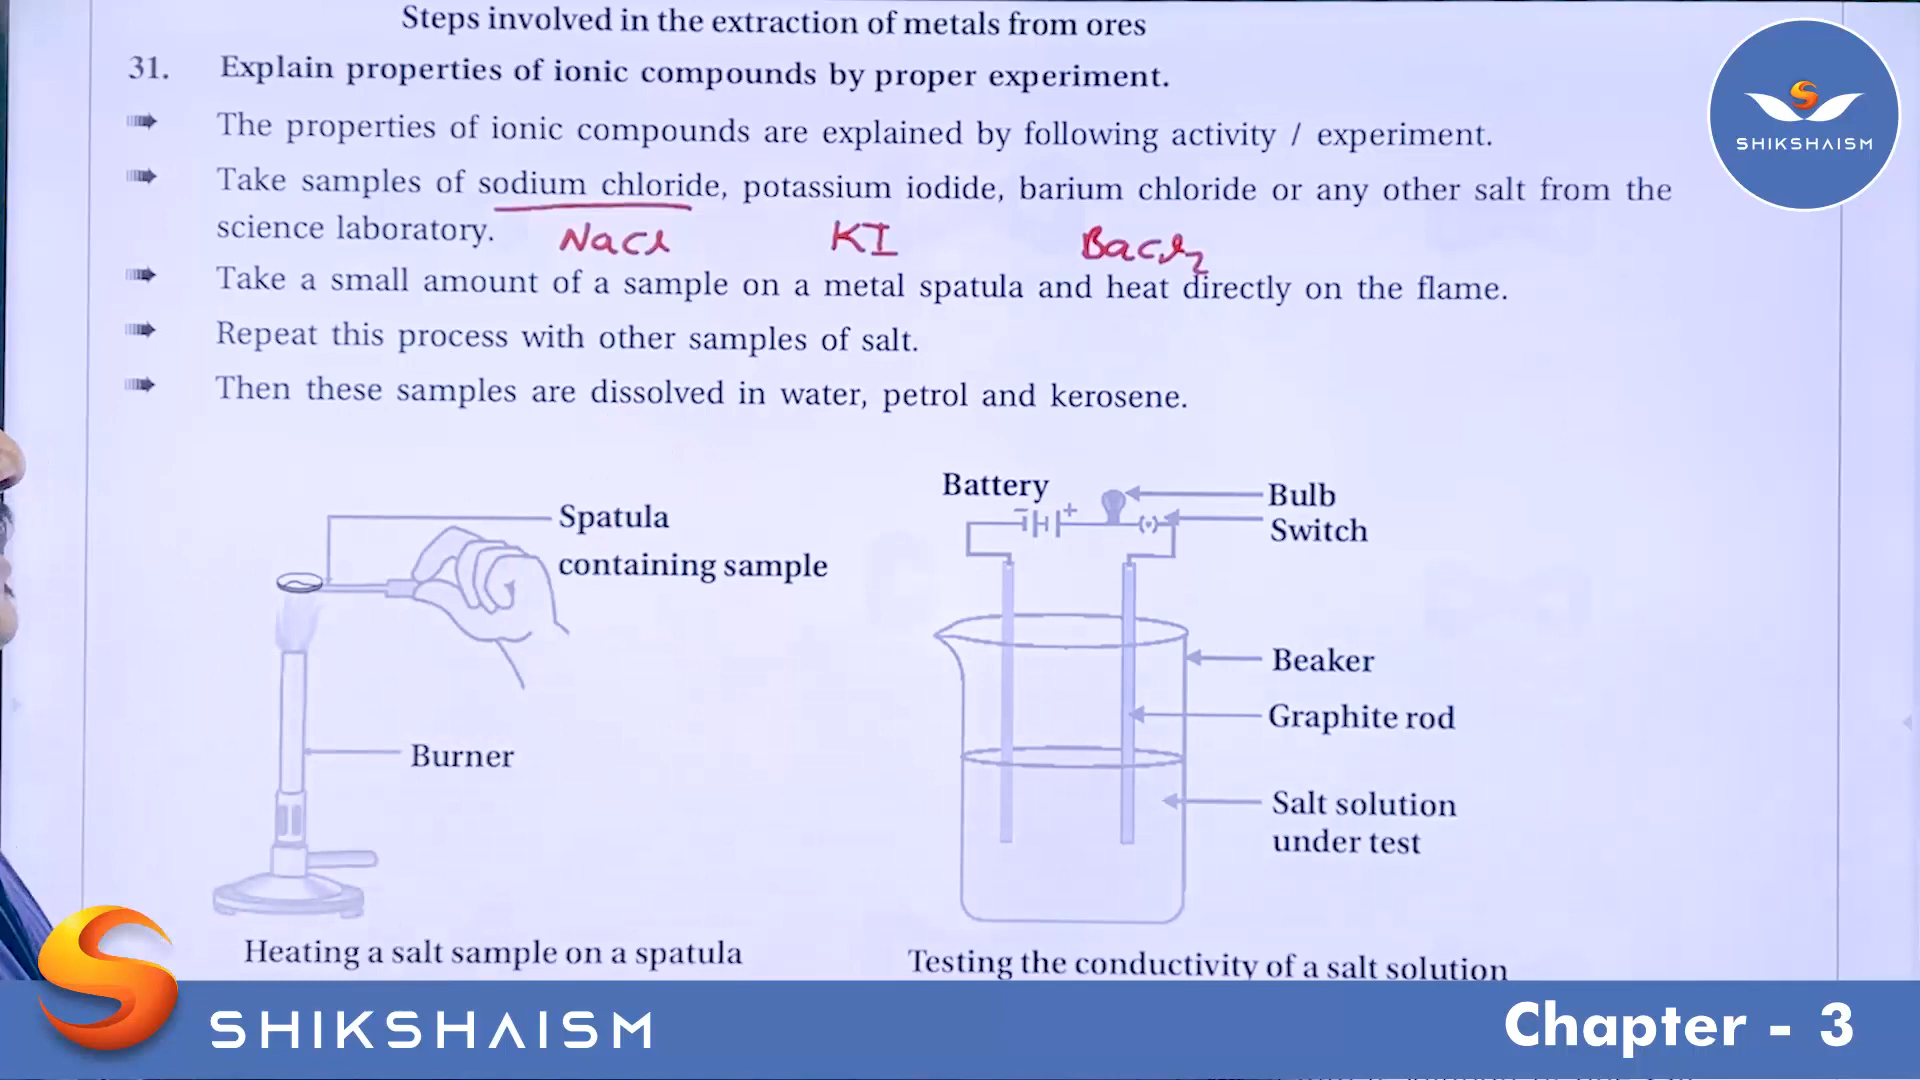 Steps involved in the extraction of metals from ores
31. Explain properties of ionic compounds by proper experiment.
The properties of ionic compounds are explained by following activity / experiment.
Take samples of sodium chloride, potassium iodide, barium chloride or any other salt from the
science laboratory.
NaCl KI BaCl2
Take a small amount of a sample on a metal spatula and heat directly on the flame.
Repeat this process with other samples of salt.
Then these samples are dissolved in water, petrol and kerosene.
Spatula
containing sample
Burner
Heating a salt sample on a spatula
Battery
- +
Bulb
Switch
Beaker
Graphite rod
Salt solution
under test
Testing the conductivity of a salt solution
SHIKSHAISM
SHIKSHAISM
Chapter - 3